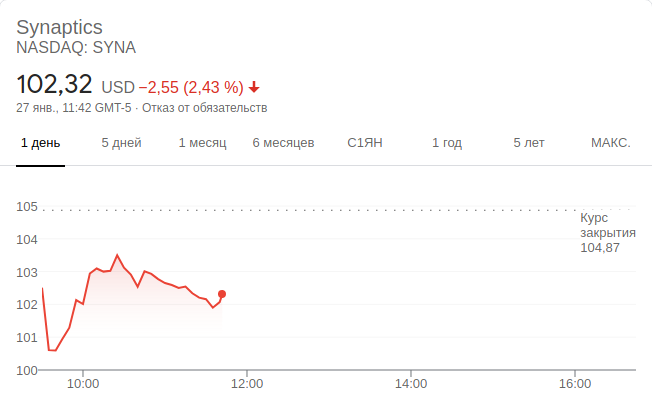 Synaptics
NASDAQ: SYNA
102,32 USD −2,55 (2,43 %)
27 янв., 11:42 GMT-5 · Отказ от обязательств
1 день 5 дней 1 месяц 6 месяцев С1ЯН 1 год 5 лет МАКС.
105
Курс
закрытия
104,87
104
103
102
101
100
10:00 12:00 14:00 16:00